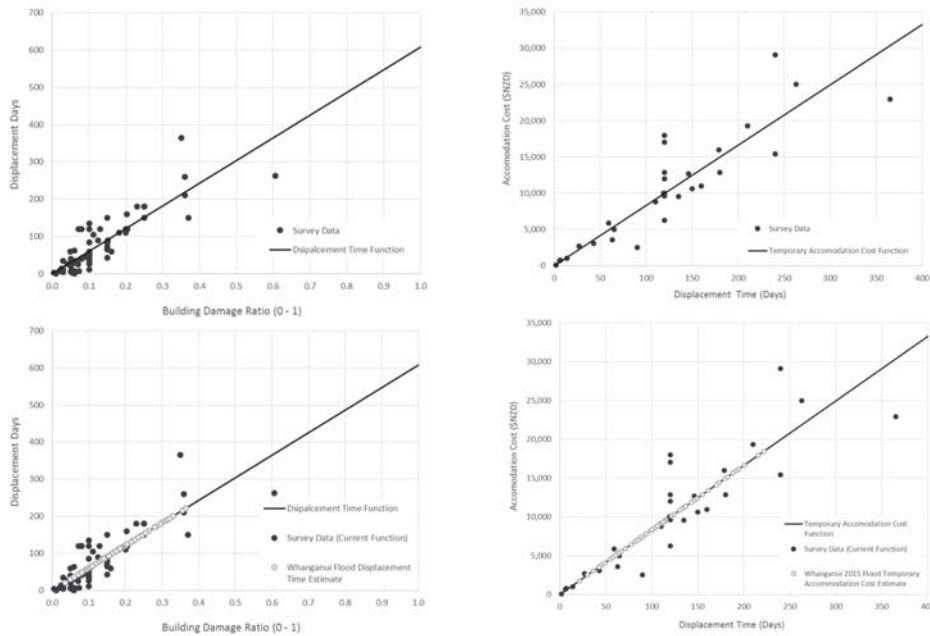 700
600
500
400
300
200
100
0
Displacement Days
0.0 0.1 0.2 0.3 0.4 0.5 0.6 0.7 0.8 0.9 1.0
Building Damage Ratio (0 - 1)
Survey Data
Dsipalcement Time Function
35,000
30,000
25,000
20,000
15,000
10,000
5,000
0
Accomodation Cost ($NZD)
0 50 100 150 200 250 300 350 400
Displacement Time (Days)
Survey Data
Temporary Accomodation Cost Function
700
600
500
400
300
200
100
0
Displacement Days
0.0 0.1 0.2 0.3 0.4 0.5 0.6 0.7 0.8 0.9 1.0
Building Damage Ratio (0 - 1)
Dsipalcement Time Function
Survey Data (Current Function)
Whanganui Flood Displacement
Time Estimate
35,000
30,000
25,000
20,000
15,000
10,000
5,000
0
Accomodation Cost ($NZD)
0 50 100 150 200 250 300 350 400
Displacement Time (Days)
Temporary Accomodation Cost
Function
Survey Data (Current Function)
Whanganui 2015 Flood Temporary
Accommodation Cost Estimate